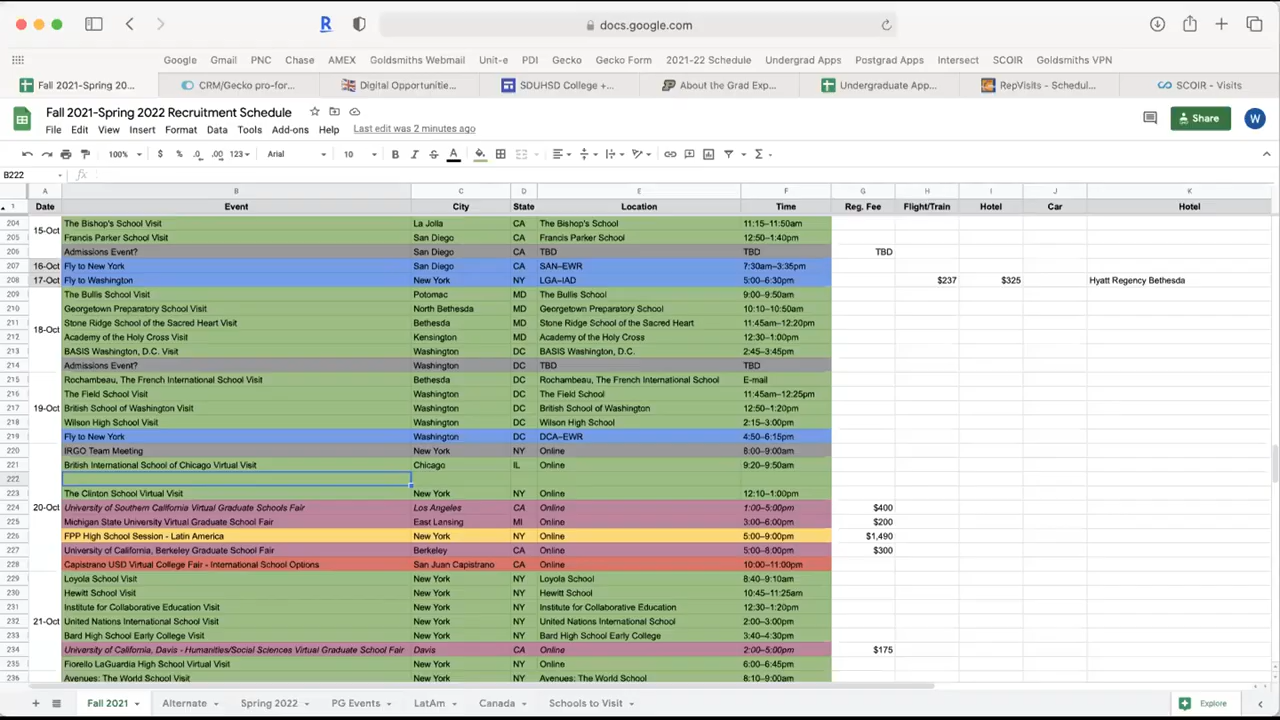 docs.google.com
Google Gmail PNC Chase AMEX Goldsmiths Webmail Unit-e PDI Gecko Gecko Form 2021-22 Schedule Undergrad Apps Postgrad Apps Intersect SCOIR Goldsmiths VPN
Fall 2021-Spring 20... CRM/Gecko pro-for... Digital Opportunitie... SDUHSD College +... About the Grad Exp... Undergraduate App... RepVisits - Schedul... SCOIR - Visits
Fall 2021-Spring 2022 Recruitment Schedule
File Edit View Insert Format Data Tools Add-ons Help Last edit was 2 minutes ago
Share W
100% $ % .0 .00 123 Arial 10 B I S A
B222 fx
A B C D E F G H I J K
1 Date Event City State Location Time Reg. Fee Flight/Train Hotel Car Hotel
204 The Bishop's School Visit La Jolla CA The Bishop's School 11:15–11:50am
15-Oct
205 Francis Parker School Visit San Diego CA Francis Parker School 12:50–1:40pm
206 Admissions Event? San Diego CA TBD TBD TBD
207 16-Oct Fly to New York San Diego CA SAN–EWR 7:30am–3:35pm
208 17-Oct Fly to Washington New York NY LGA–IAD 5:00–6:30pm $237 $325 Hyatt Regency Bethesda
209 The Bullis School Visit Potomac MD The Bullis School 9:00–9:50am
210 Georgetown Preparatory School Visit North Bethesda MD Georgetown Preparatory School 10:10–10:50am
211 Stone Ridge School of the Sacred Heart Visit Bethesda MD Stone Ridge School of the Sacred Heart 11:45am–12:20pm
18-Oct
212 Academy of the Holy Cross Visit Kensington MD Academy of the Holy Cross 12:30–1:00pm
213 BASIS Washington, D.C. Visit Washington DC BASIS Washington, D.C. 2:45–3:45pm
214 Admissions Event? Washington DC TBD TBD
215 Rochambeau, The French International School Visit Bethesda DC Rochambeau, The French International School E-mail
216 The Field School Visit Washington DC The Field School 11:45am–12:25pm
217 19-Oct British School of Washington Visit Washington DC British School of Washington 12:50–1:20pm
218 Wilson High School Visit Washington DC Wilson High School 2:15–3:00pm
219 Fly to New York Washington DC DCA–EWR 4:50–6:15pm
220 IRGO Team Meeting New York NY Online 8:00–9:00am
221 British International School of Chicago Virtual Visit Chicago IL Online 9:20–9:50am
222
223 The Clinton School Virtual Visit New York NY Online 12:10–1:00pm
224 20-Oct University of Southern California Virtual Graduate Schools Fair Los Angeles CA Online 1:00–5:00pm $400
225 Michigan State University Virtual Graduate School Fair East Lansing MI Online 3:00–6:00pm $200
226 FPP High School Session - Latin America New York NY Online 5:00–9:00pm $1,490
227 University of California, Berkeley Graduate School Fair Berkeley CA Online 5:00–8:00pm $300
228 Capistrano USD Virtual College Fair - International School Options San Juan Capistrano CA Online 10:00–11:00pm
229 Loyola School Visit New York NY Loyola School 8:40–9:10am
230 Hewitt School Visit New York NY Hewitt School 10:45–11:25am
231 Institute for Collaborative Education Visit New York NY Institute for Collaborative Education 12:30–1:20pm
232 21-Oct United Nations International School Visit New York NY United Nations International School 2:00–3:00pm
233 Bard High School Early College Visit New York NY Bard High School Early College 3:40–4:30pm
234 University of California, Davis - Humanities/Social Sciences Virtual Graduate School Fair Davis CA Online 2:00–5:00pm $175
235 Fiorello LaGuardia High School Virtual Visit New York NY Online 6:00–6:45pm
236 Avenues: The World School Visit New York NY Avenues: The World School 8:10–9:00am
Fall 2021 Alternate Spring 2022 PG Events LatAm Canada Schools to Visit Explore